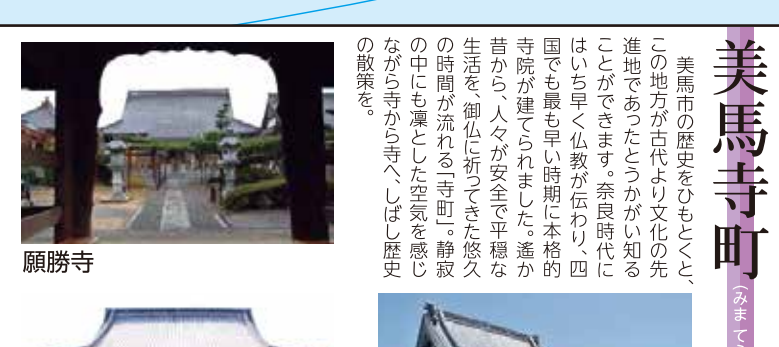 美馬寺町
(みま てら
　美馬市の歴史をひもとくと、
この地方が古代より文化の先
進地であったとうかがい知る
ことができます。奈良時代に
はいち早く仏教が伝わり、四
国でも最も早い時期に本格的
寺院が建てられました。遙か
昔から、人々が安全で平穏な
生活を、御仏に祈ってきた悠久
の時間が流れる「寺町」。静寂
の中にも凜とした空気を感じ
ながら寺から寺へ、しばし歴史
の散策を。
願勝寺